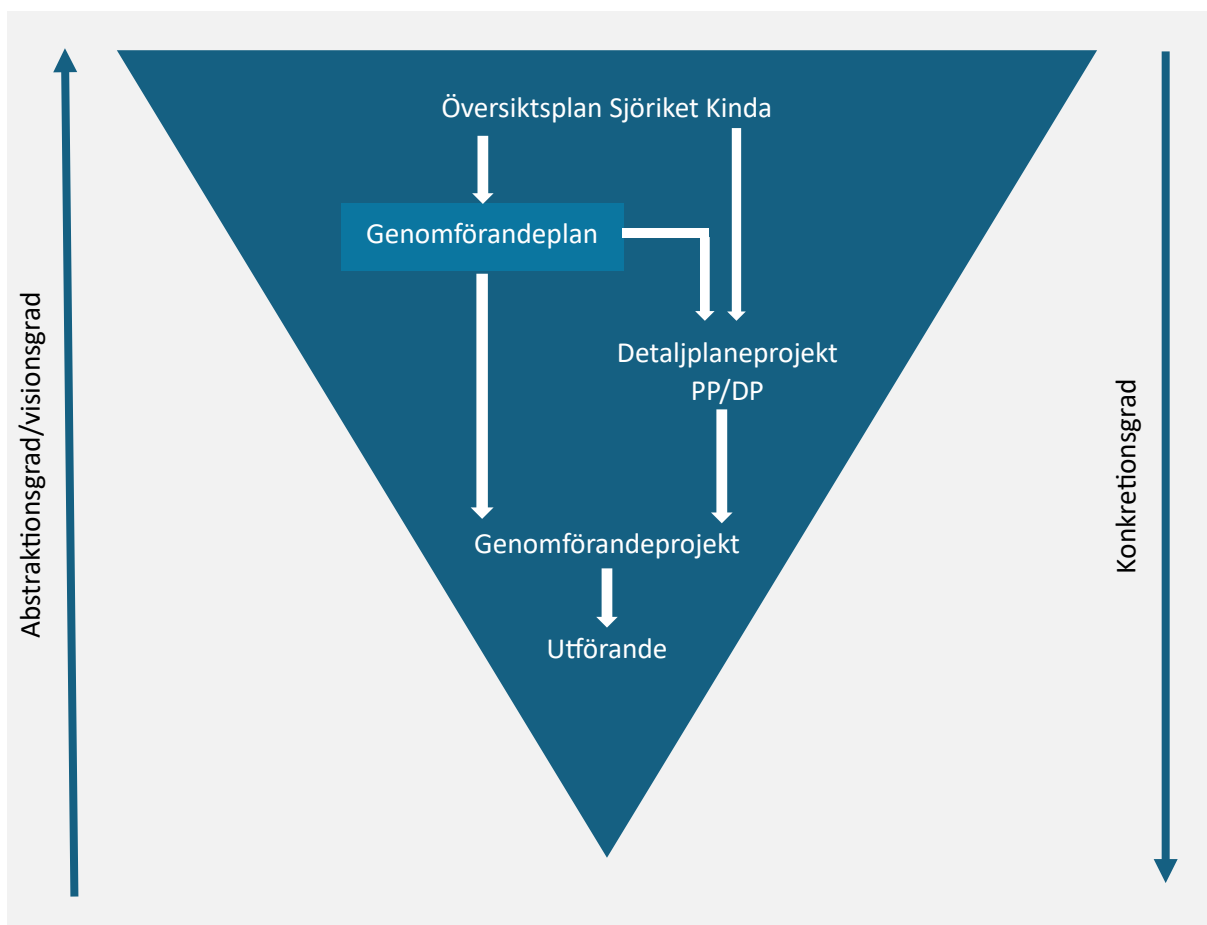 Översiktsplan Sjöriket Kinda
Genomförandeplan
Detaljplaneprojekt
PP/DP
Genomförandeprojekt
Utförande
Abstraktionsgrad/visionsgrad
Konkretionsgrad